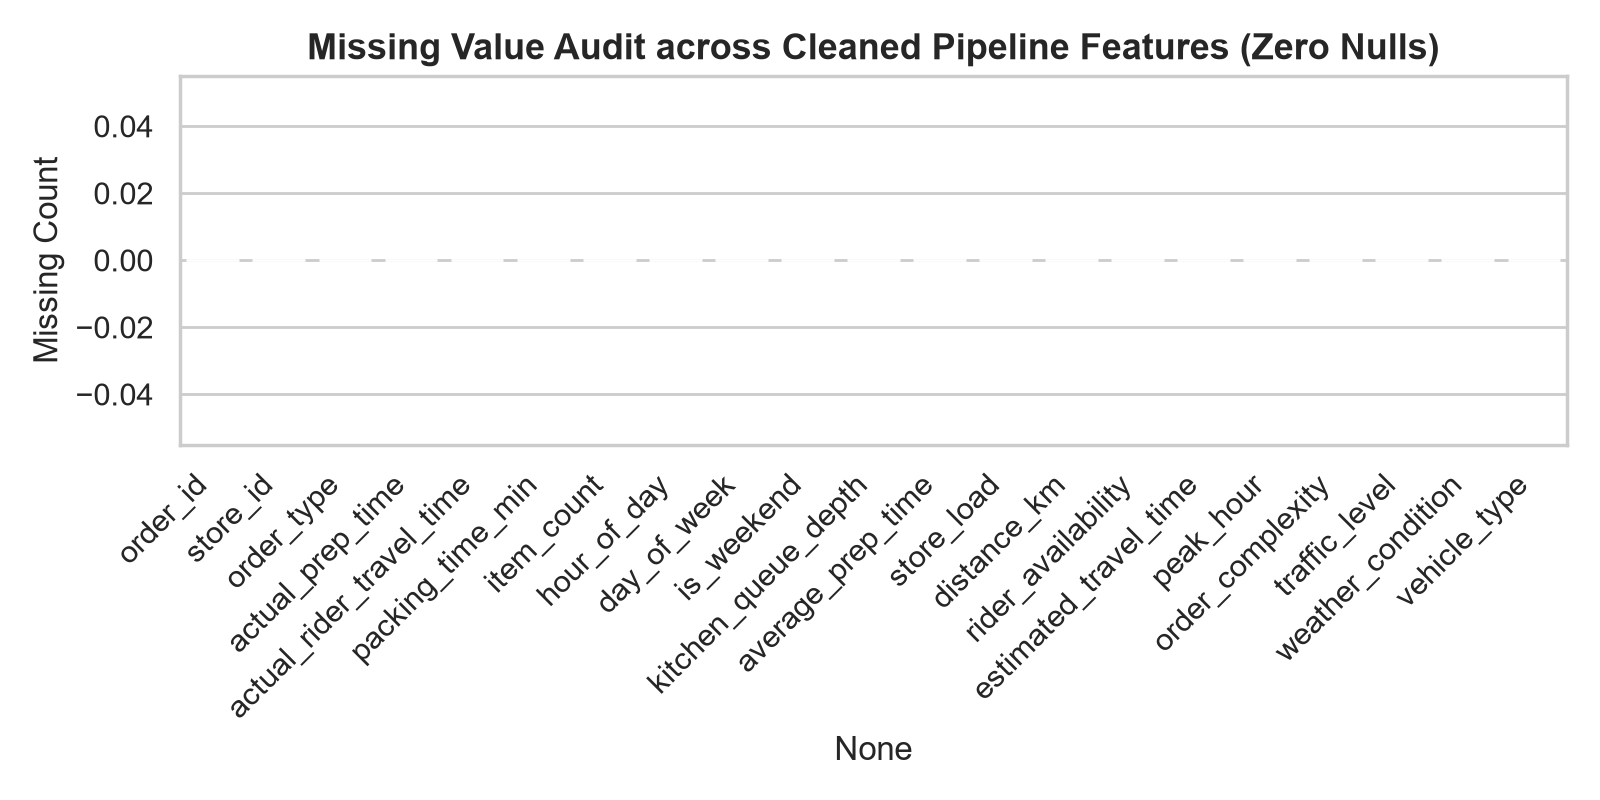 Missing Value Audit across Cleaned Pipeline Features (Zero Nulls)
Missing Count
0.04
0.02
0.00
−0.02
−0.04
order_id
store_id
order_type
actual_prep_time
actual_rider_travel_time
packing_time_min
item_count
hour_of_day
day_of_week
is_weekend
kitchen_queue_depth
average_prep_time
store_load
distance_km
rider_availability
estimated_travel_time
peak_hour
order_complexity
traffic_level
weather_condition
vehicle_type
None